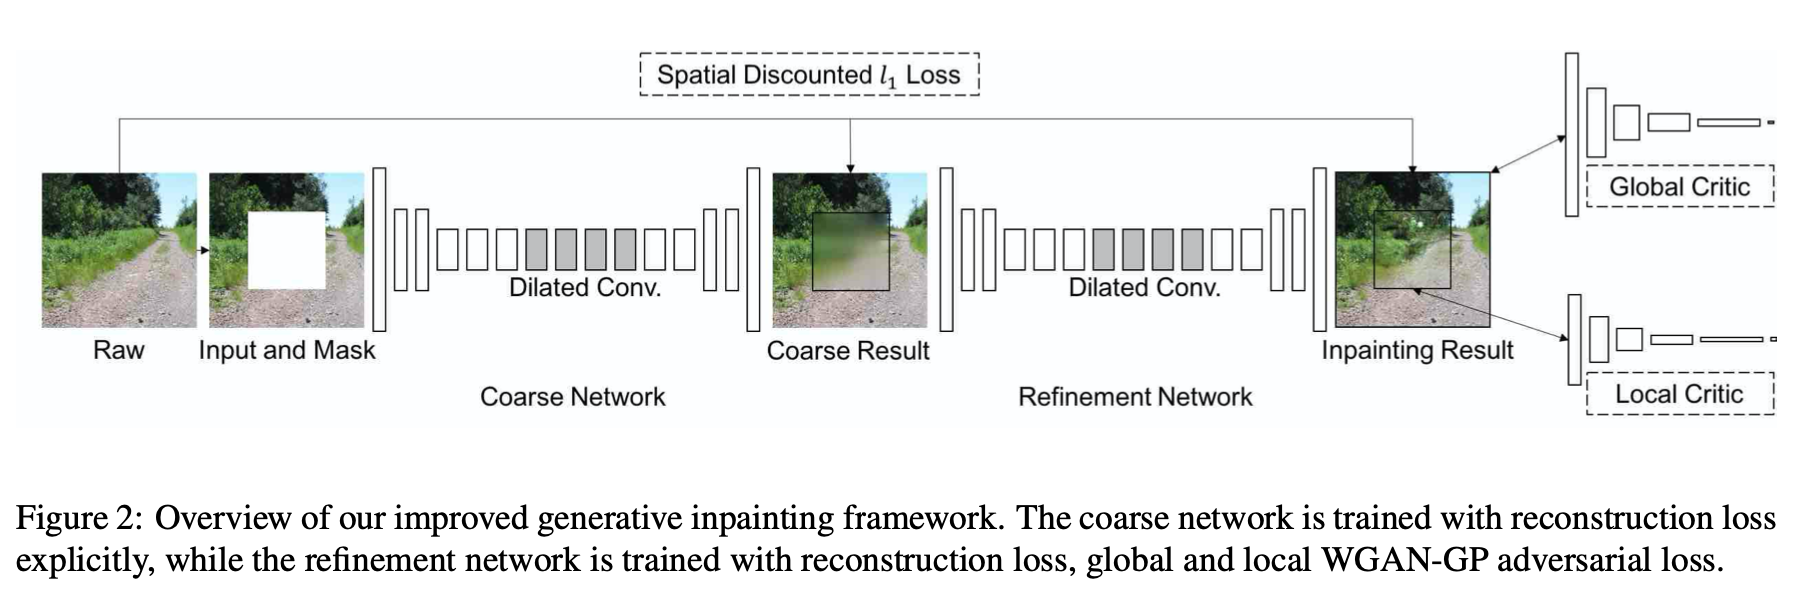 Spatial Discounted l₁ Loss
Global Critic
Dilated Conv.
Dilated Conv.
Raw
Input and Mask
Coarse Result
Inpainting Result
Coarse Network
Refinement Network
Local Critic
Figure 2: Overview of our improved generative inpainting framework. The coarse network is trained with reconstruction loss
explicitly, while the refinement network is trained with reconstruction loss, global and local WGAN-GP adversarial loss.